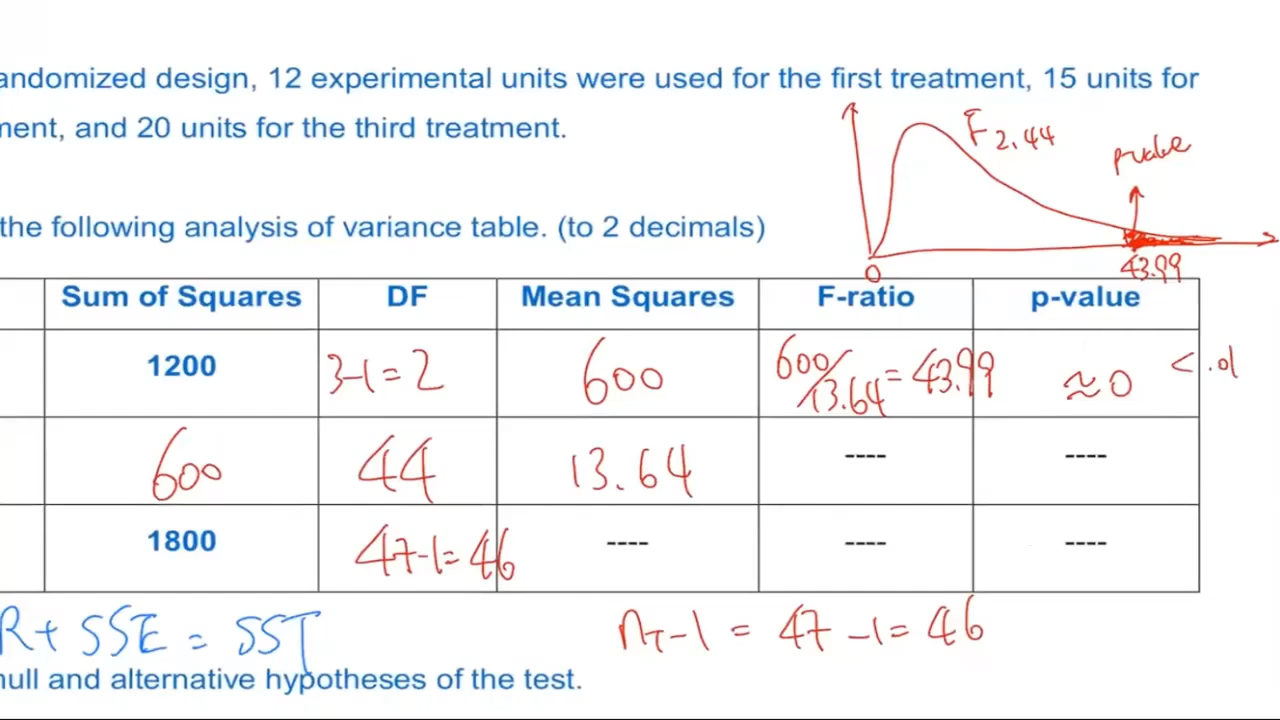 andomized design, 12 experimental units were used for the first treatment, 15 units for
ment, and 20 units for the third treatment.
F 2,44
p-value
the following analysis of variance table. (to 2 decimals)
0
43.99
Sum of Squares DF Mean Squares F-ratio p-value
1200 3-1=2 600 600/13.64=43.99 ≈0 <.01
600 44 13.64 ---- ----
1800 47-1=46 ---- ---- ----
R+ SSE = SST
nT-1 = 47-1=46
null and alternative hypotheses of the test.